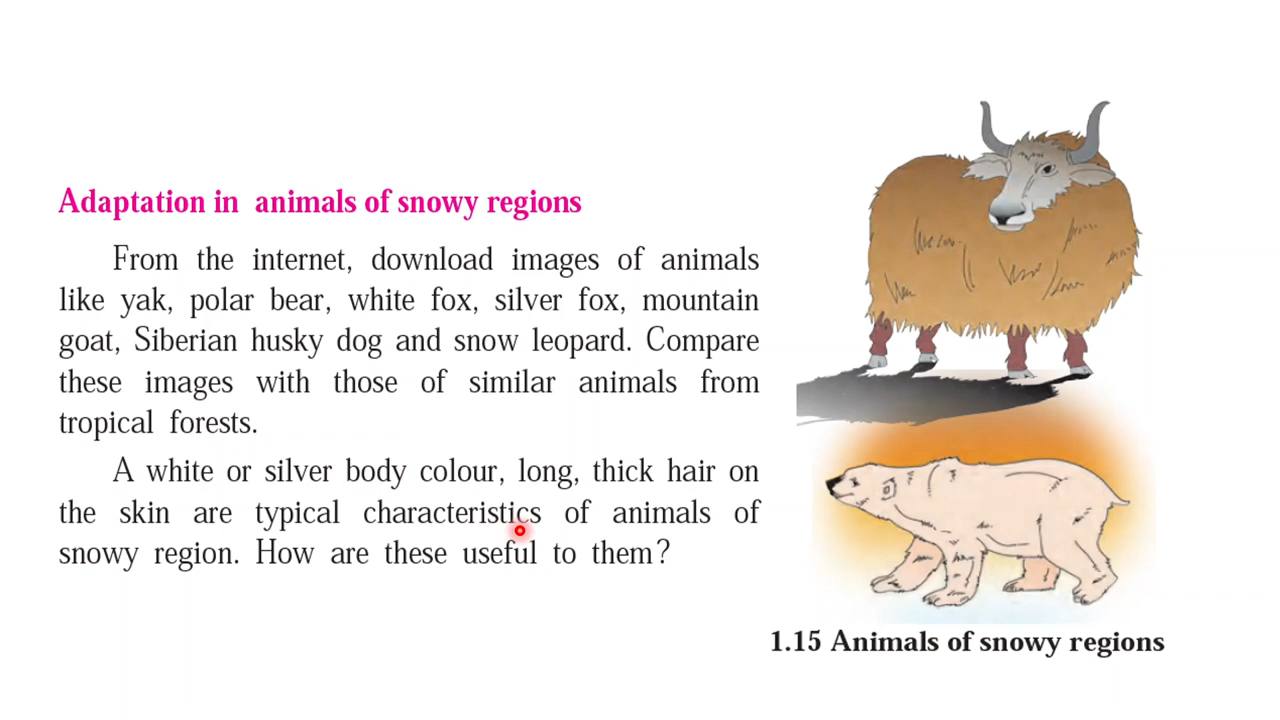 Adaptation in animals of snowy regions
From the internet, download images of animals
like yak, polar bear, white fox, silver fox, mountain
goat, Siberian husky dog and snow leopard. Compare
these images with those of similar animals from
tropical forests.
A white or silver body colour, long, thick hair on
the skin are typical characteristics of animals of
snowy region. How are these useful to them?
1.15 Animals of snowy regions